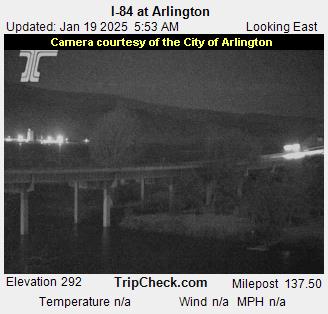 I-84 at Arlington
Updated: Jan 19 2025 5:53 AM Looking East
Camera courtesy of the City of Arlington
Elevation 292 TripCheck.com Milepost 137.50
Temperature n/a Wind n/a MPH n/a